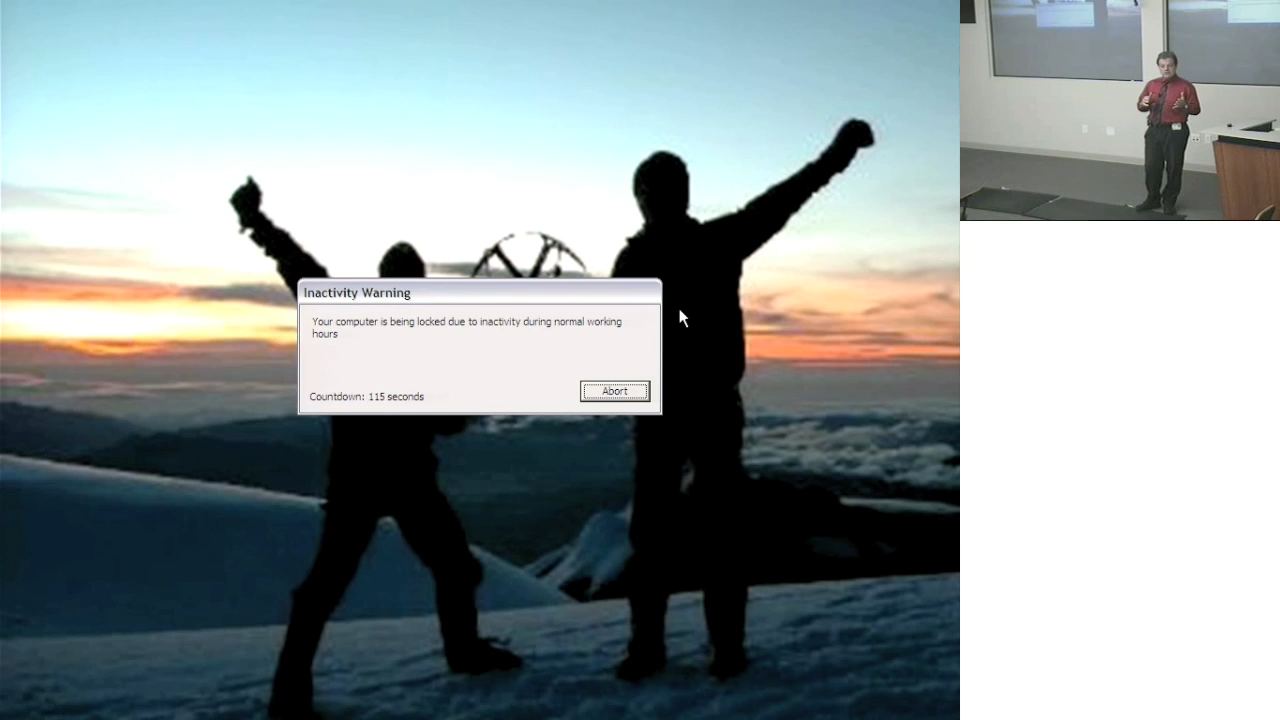 Inactivity Warning
Your computer is being locked due to inactivity during normal working
hours
Countdown: 115 seconds
Abort